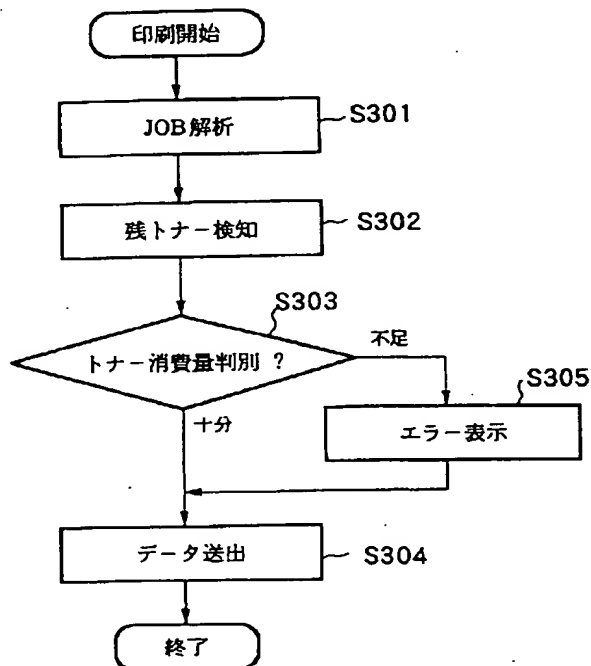 印刷開始
JOB解析
S301
残トナー検知
S302
S303
トナー消費量判別 ?
不足
S305
エラー表示
十分
データ送出
S304
終了